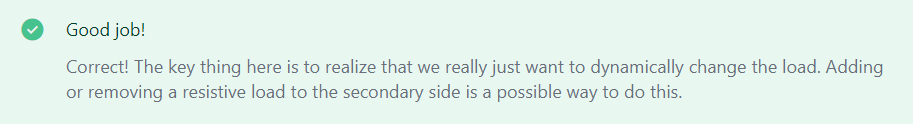 Good job!
Correct! The key thing here is to realize that we really just want to dynamically change the load. Adding
or removing a resistive load to the secondary side is a possible way to do this.